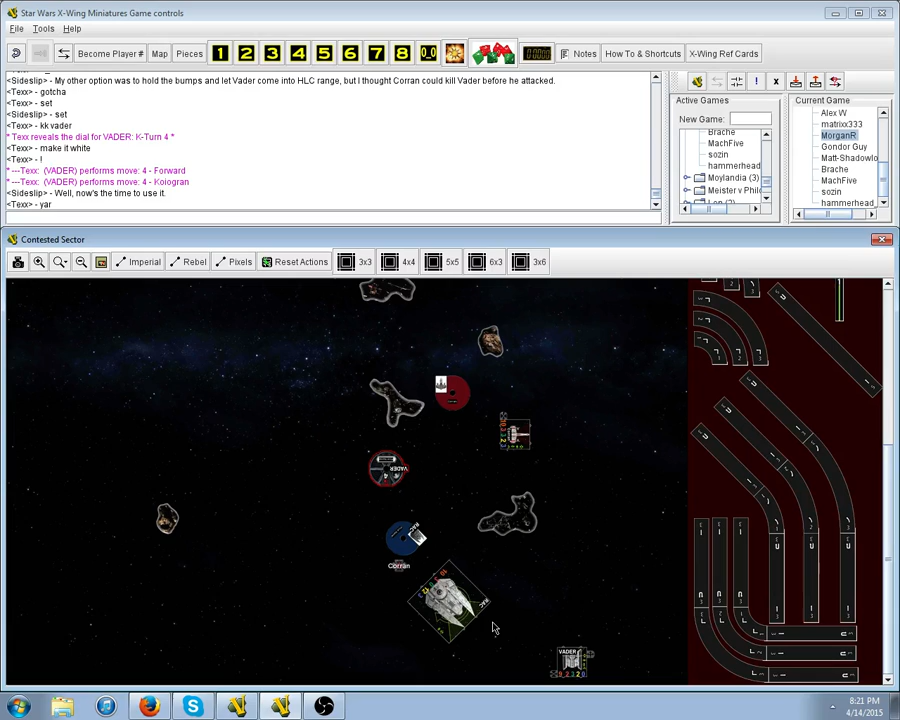 Star Wars X-Wing Miniatures Game controls
File Tools Help
Become Player # Map Pieces 1 2 3 4 5 6 7 8 Notes How To & Shortcuts X-Wing Ref Cards
<Sideslip> - My other option was to hold the bumps and let Vader come into HLC range, but I thought Corran could kill Vader before he attacked.
<Texx> - gotcha
<Texx> - set
<Sideslip> - set
<Texx> - kk vader
* Texx reveals the dial for VADER: K-Turn 4 *
<Texx> - make it white
<Texx> - !
* ---Texx: (VADER) performs move: 4 - Forward
* ---Texx: (VADER) performs move: 4 - Koiogran
<Sideslip> - Well, now's the time to use it.
<Texx> - yar
Active Games
New Game:
Brache
MachFive
sozin
hammerhead
Moylandia (3)
Meister v Phil
Current Game
Alex W
matrixx333
MorganR
Gondor Guy
Matt-Shadowlo
Brache
MachFive
sozin
hammerhead
Contested Sector
Imperial Rebel Pixels Reset Actions 3x3 4x4 5x5 6x3 3x6
VADER
4
RAC
Corran
RAC
VADER
8:21 PM
4/14/2015